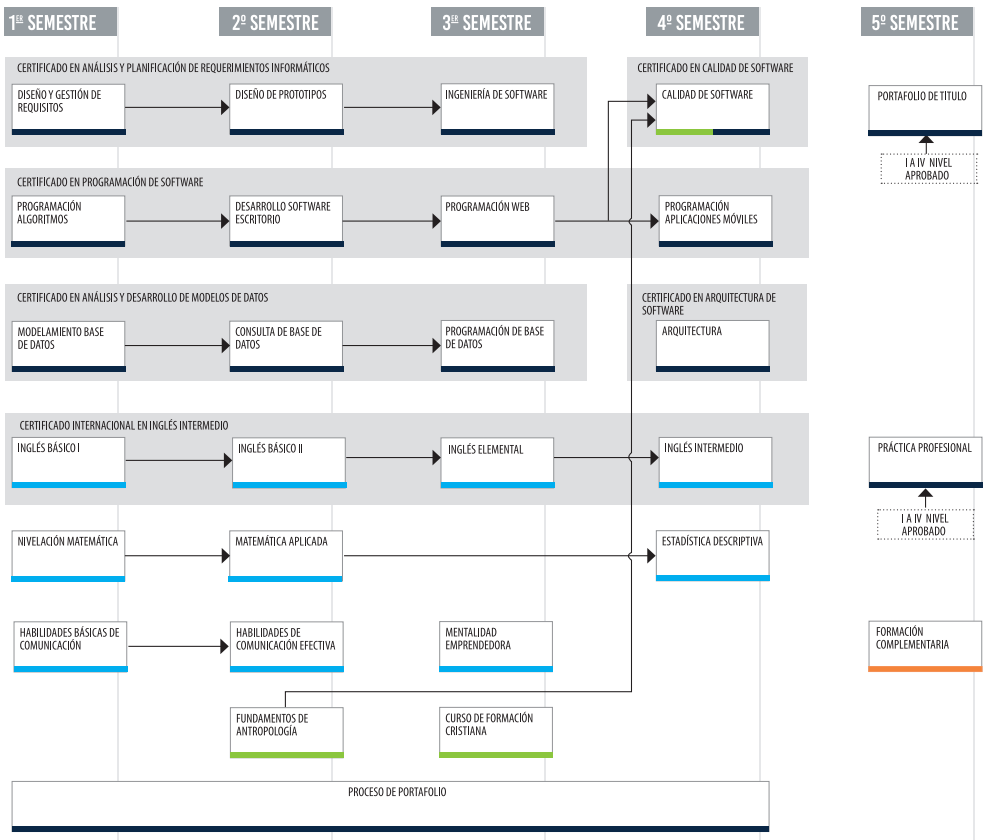 1ER SEMESTRE
2º SEMESTRE
3ER SEMESTRE
4º SEMESTRE
5º SEMESTRE
CERTIFICADO EN ANÁLISIS Y PLANIFICACIÓN DE REQUERIMIENTOS INFORMÁTICOS
CERTIFICADO EN CALIDAD DE SOFTWARE
DISEÑO Y GESTIÓN DE
REQUISITOS
DISEÑO DE PROTOTIPOS
INGENIERÍA DE SOFTWARE
CALIDAD DE SOFTWARE
PORTAFOLIO DE TÍTULO
I A IV NIVEL
APROBADO
CERTIFICADO EN PROGRAMACIÓN DE SOFTWARE
PROGRAMACIÓN
ALGORITMOS
DESARROLLO SOFTWARE
ESCRITORIO
PROGRAMACIÓN WEB
PROGRAMACIÓN
APLICACIONES MÓVILES
CERTIFICADO EN ANÁLISIS Y DESARROLLO DE MODELOS DE DATOS
CERTIFICADO EN ARQUITECTURA DE
SOFTWARE
MODELAMIENTO BASE
DE DATOS
CONSULTA DE BASE DE
DATOS
PROGRAMACIÓN DE BASE
DE DATOS
ARQUITECTURA
CERTIFICADO INTERNACIONAL EN INGLÉS INTERMEDIO
INGLÉS BÁSICO I
INGLÉS BÁSICO II
INGLÉS ELEMENTAL
INGLÉS INTERMEDIO
PRÁCTICA PROFESIONAL
I A IV NIVEL
APROBADO
NIVELACIÓN MATEMÁTICA
MATEMÁTICA APLICADA
ESTADÍSTICA DESCRIPTIVA
HABILIDADES BÁSICAS DE
COMUNICACIÓN
HABILIDADES DE
COMUNICACIÓN EFECTIVA
MENTALIDAD
EMPRENDEDORA
FORMACIÓN
COMPLEMENTARIA
FUNDAMENTOS DE
ANTROPOLOGÍA
CURSO DE FORMACIÓN
CRISTIANA
PROCESO DE PORTAFOLIO